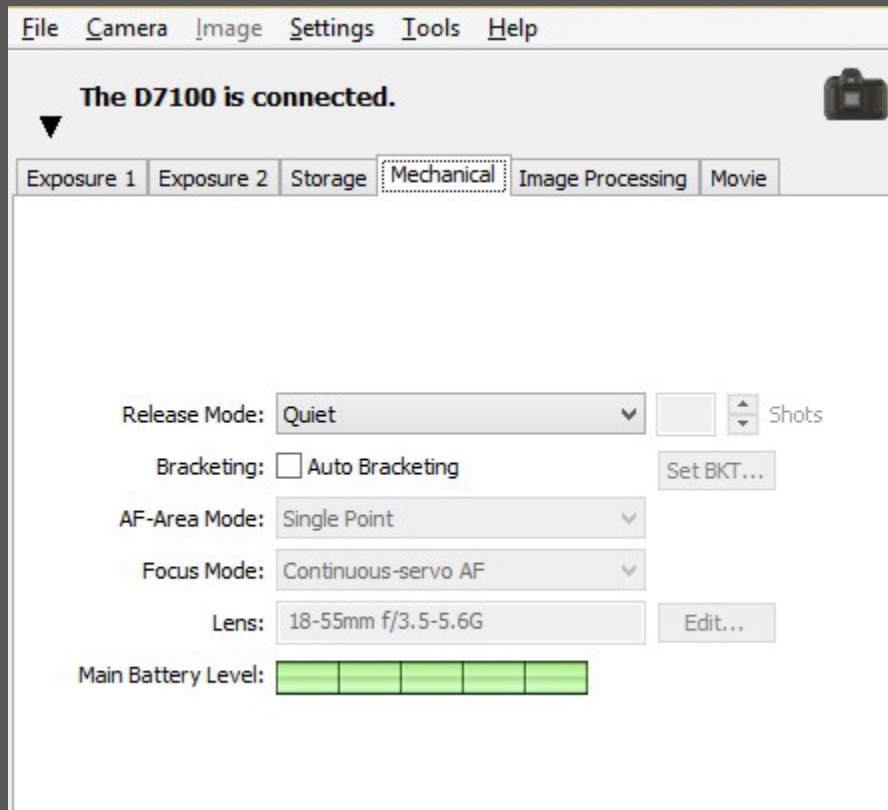 File Camera Image Settings Tools Help
The D7100 is connected.
Exposure 1 Exposure 2 Storage Mechanical Image Processing Movie
Release Mode: Quiet Shots
Bracketing: Auto Bracketing Set BKT...
AF-Area Mode: Single Point
Focus Mode: Continuous-servo AF
Lens: 18-55mm f/3.5-5.6G Edit...
Main Battery Level: